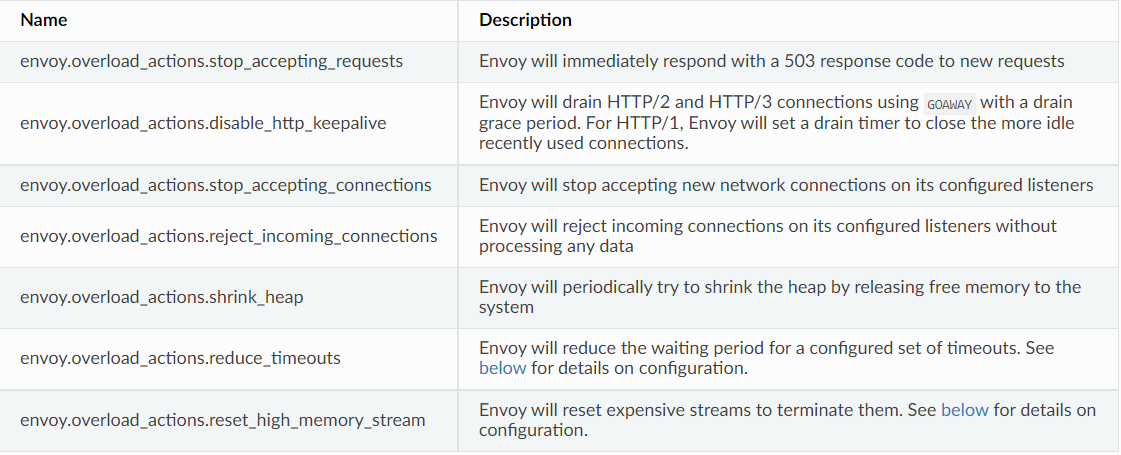 Name Description
envoy.overload_actions.stop_accepting_requests Envoy will immediately respond with a 503 response code to new requests
envoy.overload_actions.disable_http_keepalive
Envoy will drain HTTP/2 and HTTP/3 connections using GOAWAY with a drain
grace period. For HTTP/1, Envoy will set a drain timer to close the more idle
recently used connections.
envoy.overload_actions.stop_accepting_connections Envoy will stop accepting new network connections on its configured listeners
envoy.overload_actions.reject_incoming_connections
Envoy will reject incoming connections on its configured listeners without
processing any data
envoy.overload_actions.shrink_heap
Envoy will periodically try to shrink the heap by releasing free memory to the
system
envoy.overload_actions.reduce_timeouts
Envoy will reduce the waiting period for a configured set of timeouts. See
below for details on configuration.
envoy.overload_actions.reset_high_memory_stream
Envoy will reset expensive streams to terminate them. See below for details on
configuration.